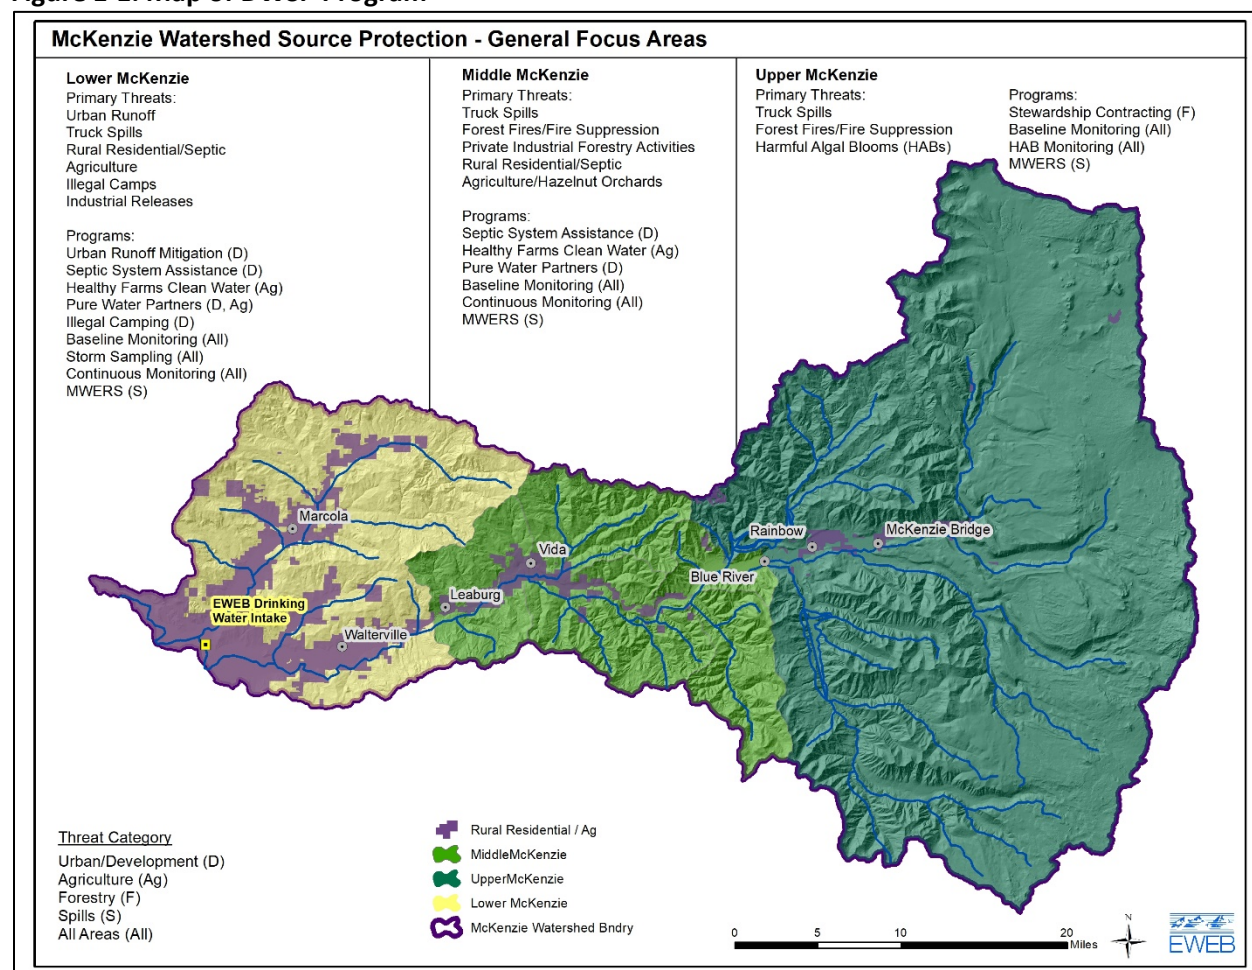 McKenzie Watershed Source Protection - General Focus Areas
Lower McKenzie
Primary Threats:
Urban Runoff
Truck Spills
Rural Residential/Septic
Agriculture
Illegal Camps
Industrial Releases
Programs:
Urban Runoff Mitigation (D)
Septic System Assistance (D)
Healthy Farms Clean Water (Ag)
Pure Water Partners (D, Ag)
Illegal Camping (D)
Baseline Monitoring (All)
Storm Sampling (All)
Continuous Monitoring (All)
MWERS (S)
Middle McKenzie
Primary Threats:
Truck Spills
Forest Fires/Fire Suppression
Private Industrial Forestry Activities
Rural Residential/Septic
Agriculture/Hazelnut Orchards
Programs:
Septic System Assistance (D)
Healthy Farms Clean Water (Ag)
Pure Water Partners (D)
Baseline Monitoring (All)
Continuous Monitoring (All)
MWERS (S)
Upper McKenzie
Primary Threats:
Truck Spills
Forest Fires/Fire Suppression
Harmful Algal Blooms (HABs)
Programs:
Stewardship Contracting (F)
Baseline Monitoring (All)
HAB Monitoring (All)
MWERS (S)
Marcola
Rainbow
McKenzie Bridge
Vida
Blue River
Leaburg
EWEB Drinking
Water Intake
Walterville
Threat Category
Urban/Development (D)
Agriculture (Ag)
Forestry (F)
Spills (S)
All Areas (All)
Rural Residential / Ag
MiddleMcKenzie
UpperMcKenzie
Lower McKenzie
McKenzie Watershed Bndry
0 5 10 20
Miles
N
EWEB